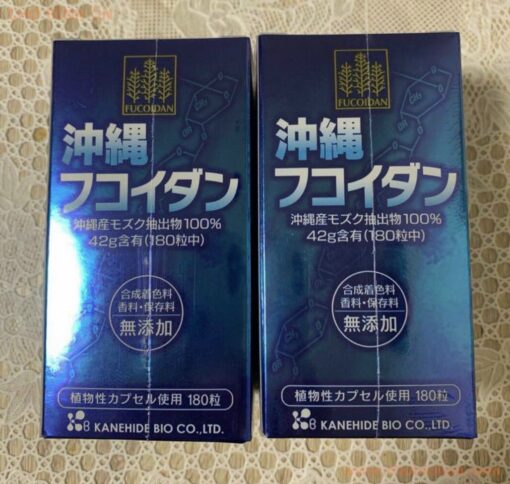 FUCOIDAN
沖縄
フコイダン
沖縄産モズク抽出物100%
42g含有(180粒中)
合成着色料
香料・保存料
無添加
植物性カプセル使用 180粒
KANEHIDE BIO CO.,LTD.
FUCOIDAN
沖縄
フコイダン
沖縄産モズク抽出物100%
42g含有(180粒中)
合成着色料
香料・保存料
無添加
植物性カプセル使用 180粒
KANEHIDE BIO CO.,LTD.